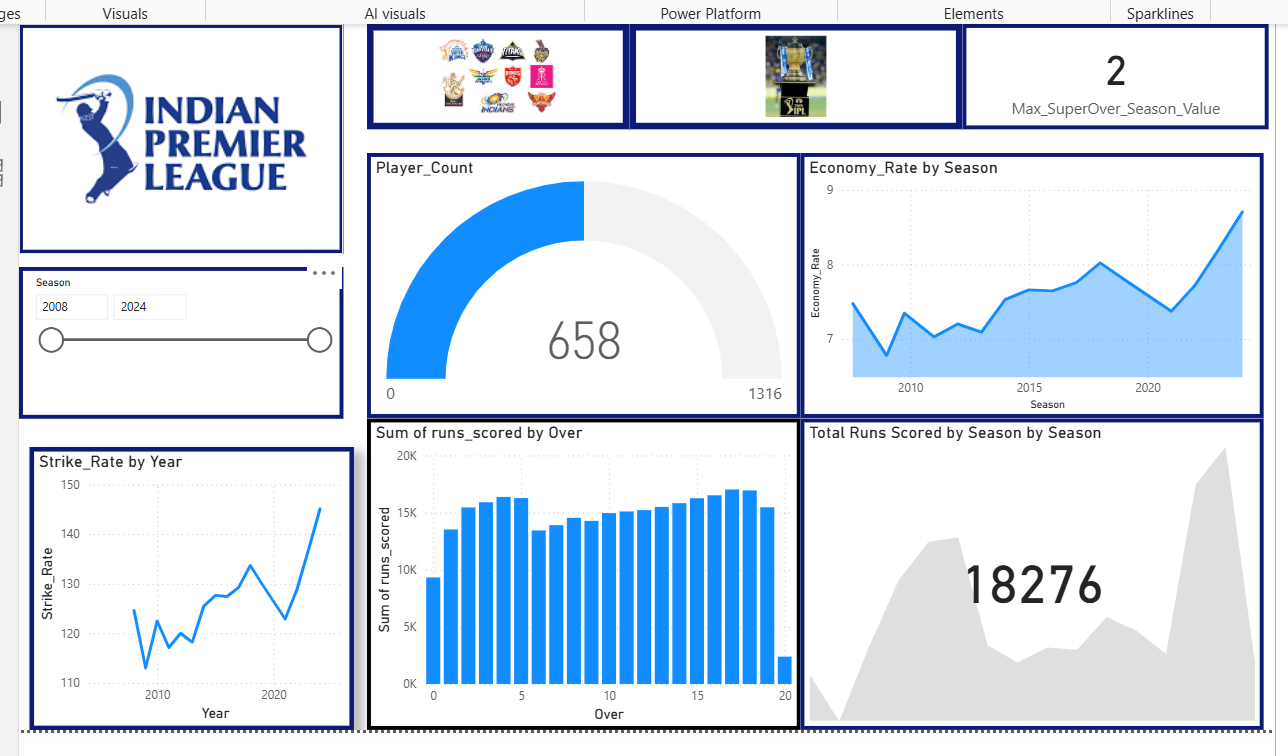 ges
Visuals
AI visuals
Power Platform
Elements
Sparklines
INDIAN
PREMIER
LEAGUE
IPL
2
Max_SuperOver_Season_Value
Season
2008
2024
Player_Count
658
0
1316
Economy_Rate by Season
Economy_Rate
9
8
7
2010
2015
2020
Season
Strike_Rate by Year
Strike_Rate
150
140
130
120
110
2010
2020
Year
Sum of runs_scored by Over
Sum of runs_scored
20K
15K
10K
5K
0K
0
5
10
15
20
Over
Total Runs Scored by Season by Season
18276